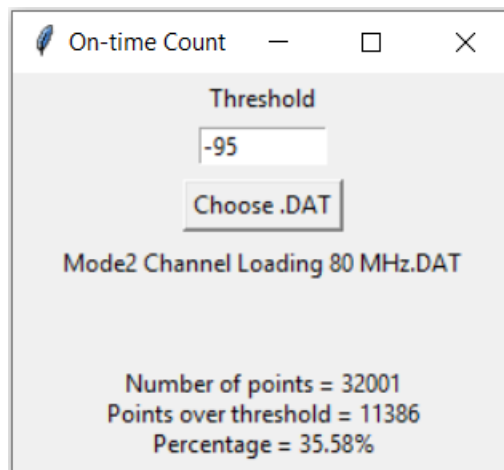 On-time Count
Threshold
-95
Choose .DAT
Mode2 Channel Loading 80 MHz.DAT
Number of points = 32001
Points over threshold = 11386
Percentage = 35.58%